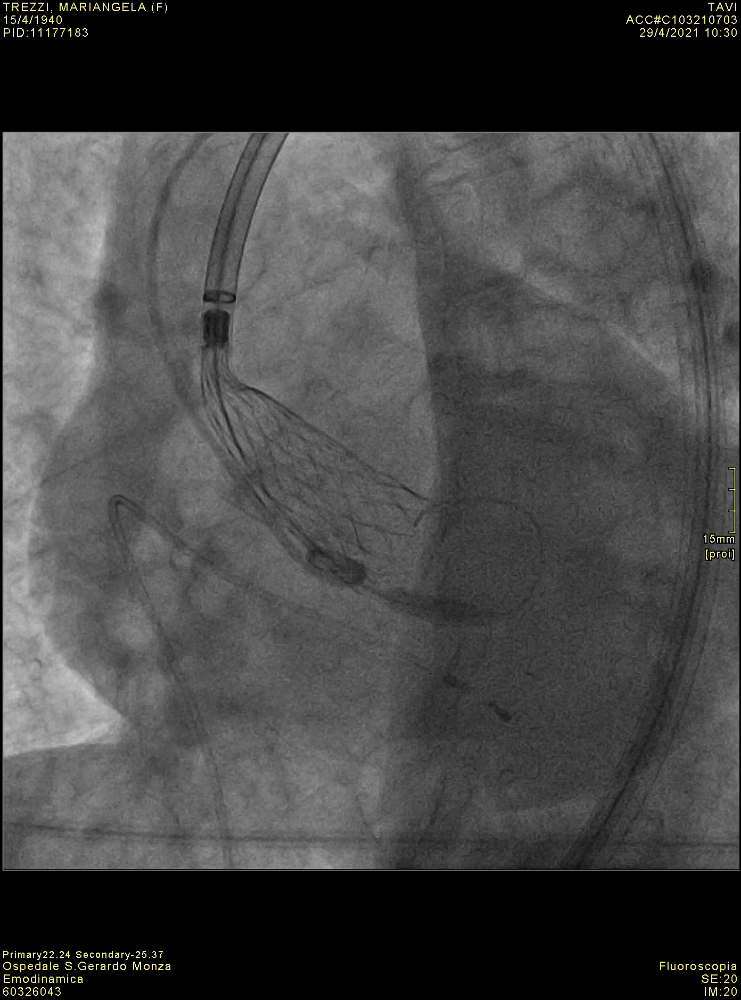 TREZZI, MARIANGELA (F)
15/4/1940
PID:11177183
TAVI
ACC#C103210703
29/4/2021 10:30
15mm
[proi]
Primary22.24 Secondary-25.37
Ospedale S.Gerardo Monza
Emodinamica
60326043
Fluoroscopia
SE:20
IM:20